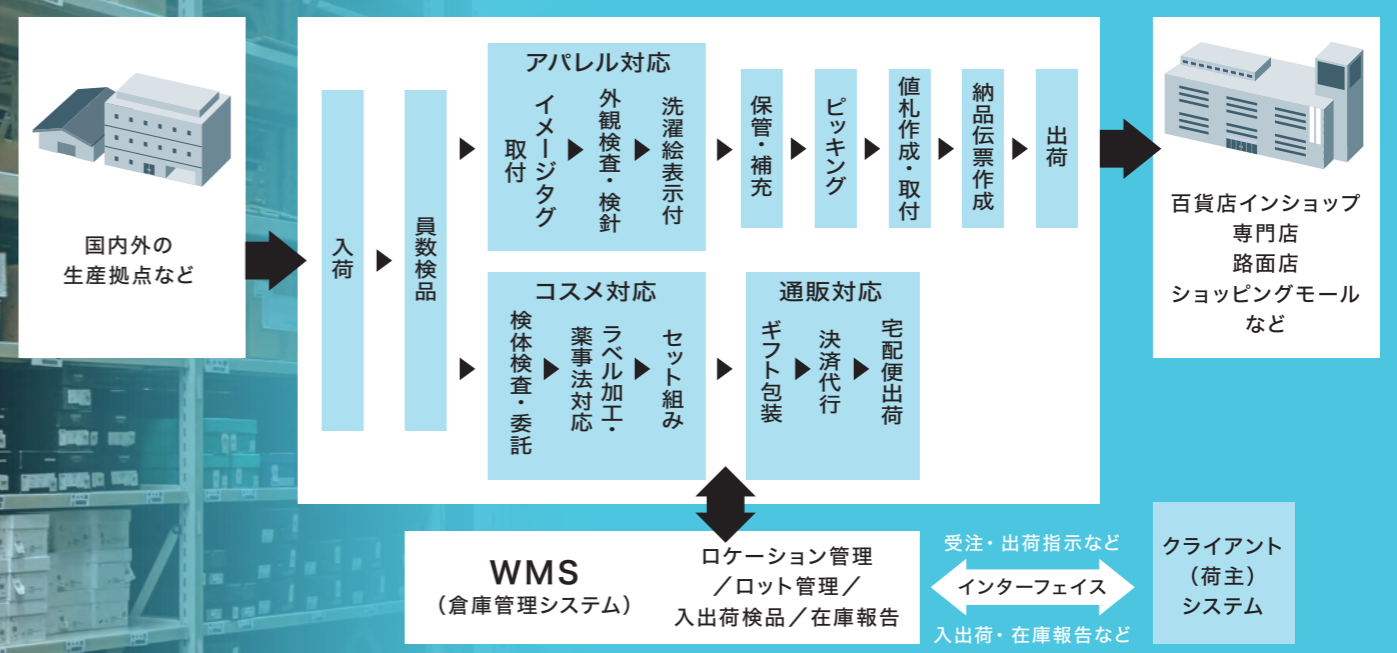 国内外の
生産拠点など
入荷
員数検品
アパレル対応
イメージタグ
取付
外観検査・検針
洗濯絵表示付
保管・補充
ピッキング
値札作成・取付
納品伝票作成
出荷
コスメ対応
検体検査・委託
ラベル加工・
薬事法対応
セット組み
通販対応
ギフト包装
決済代行
宅配便出荷
百貨店インショップ
専門店
路面店
ショッピングモール
など
WMS
（倉庫管理システム）
ロケーション管理
／ロット管理／
入出荷検品／在庫報告
受注・出荷指示など
インターフェイス
入出荷・在庫報告など
クライアント
（荷主）
システム